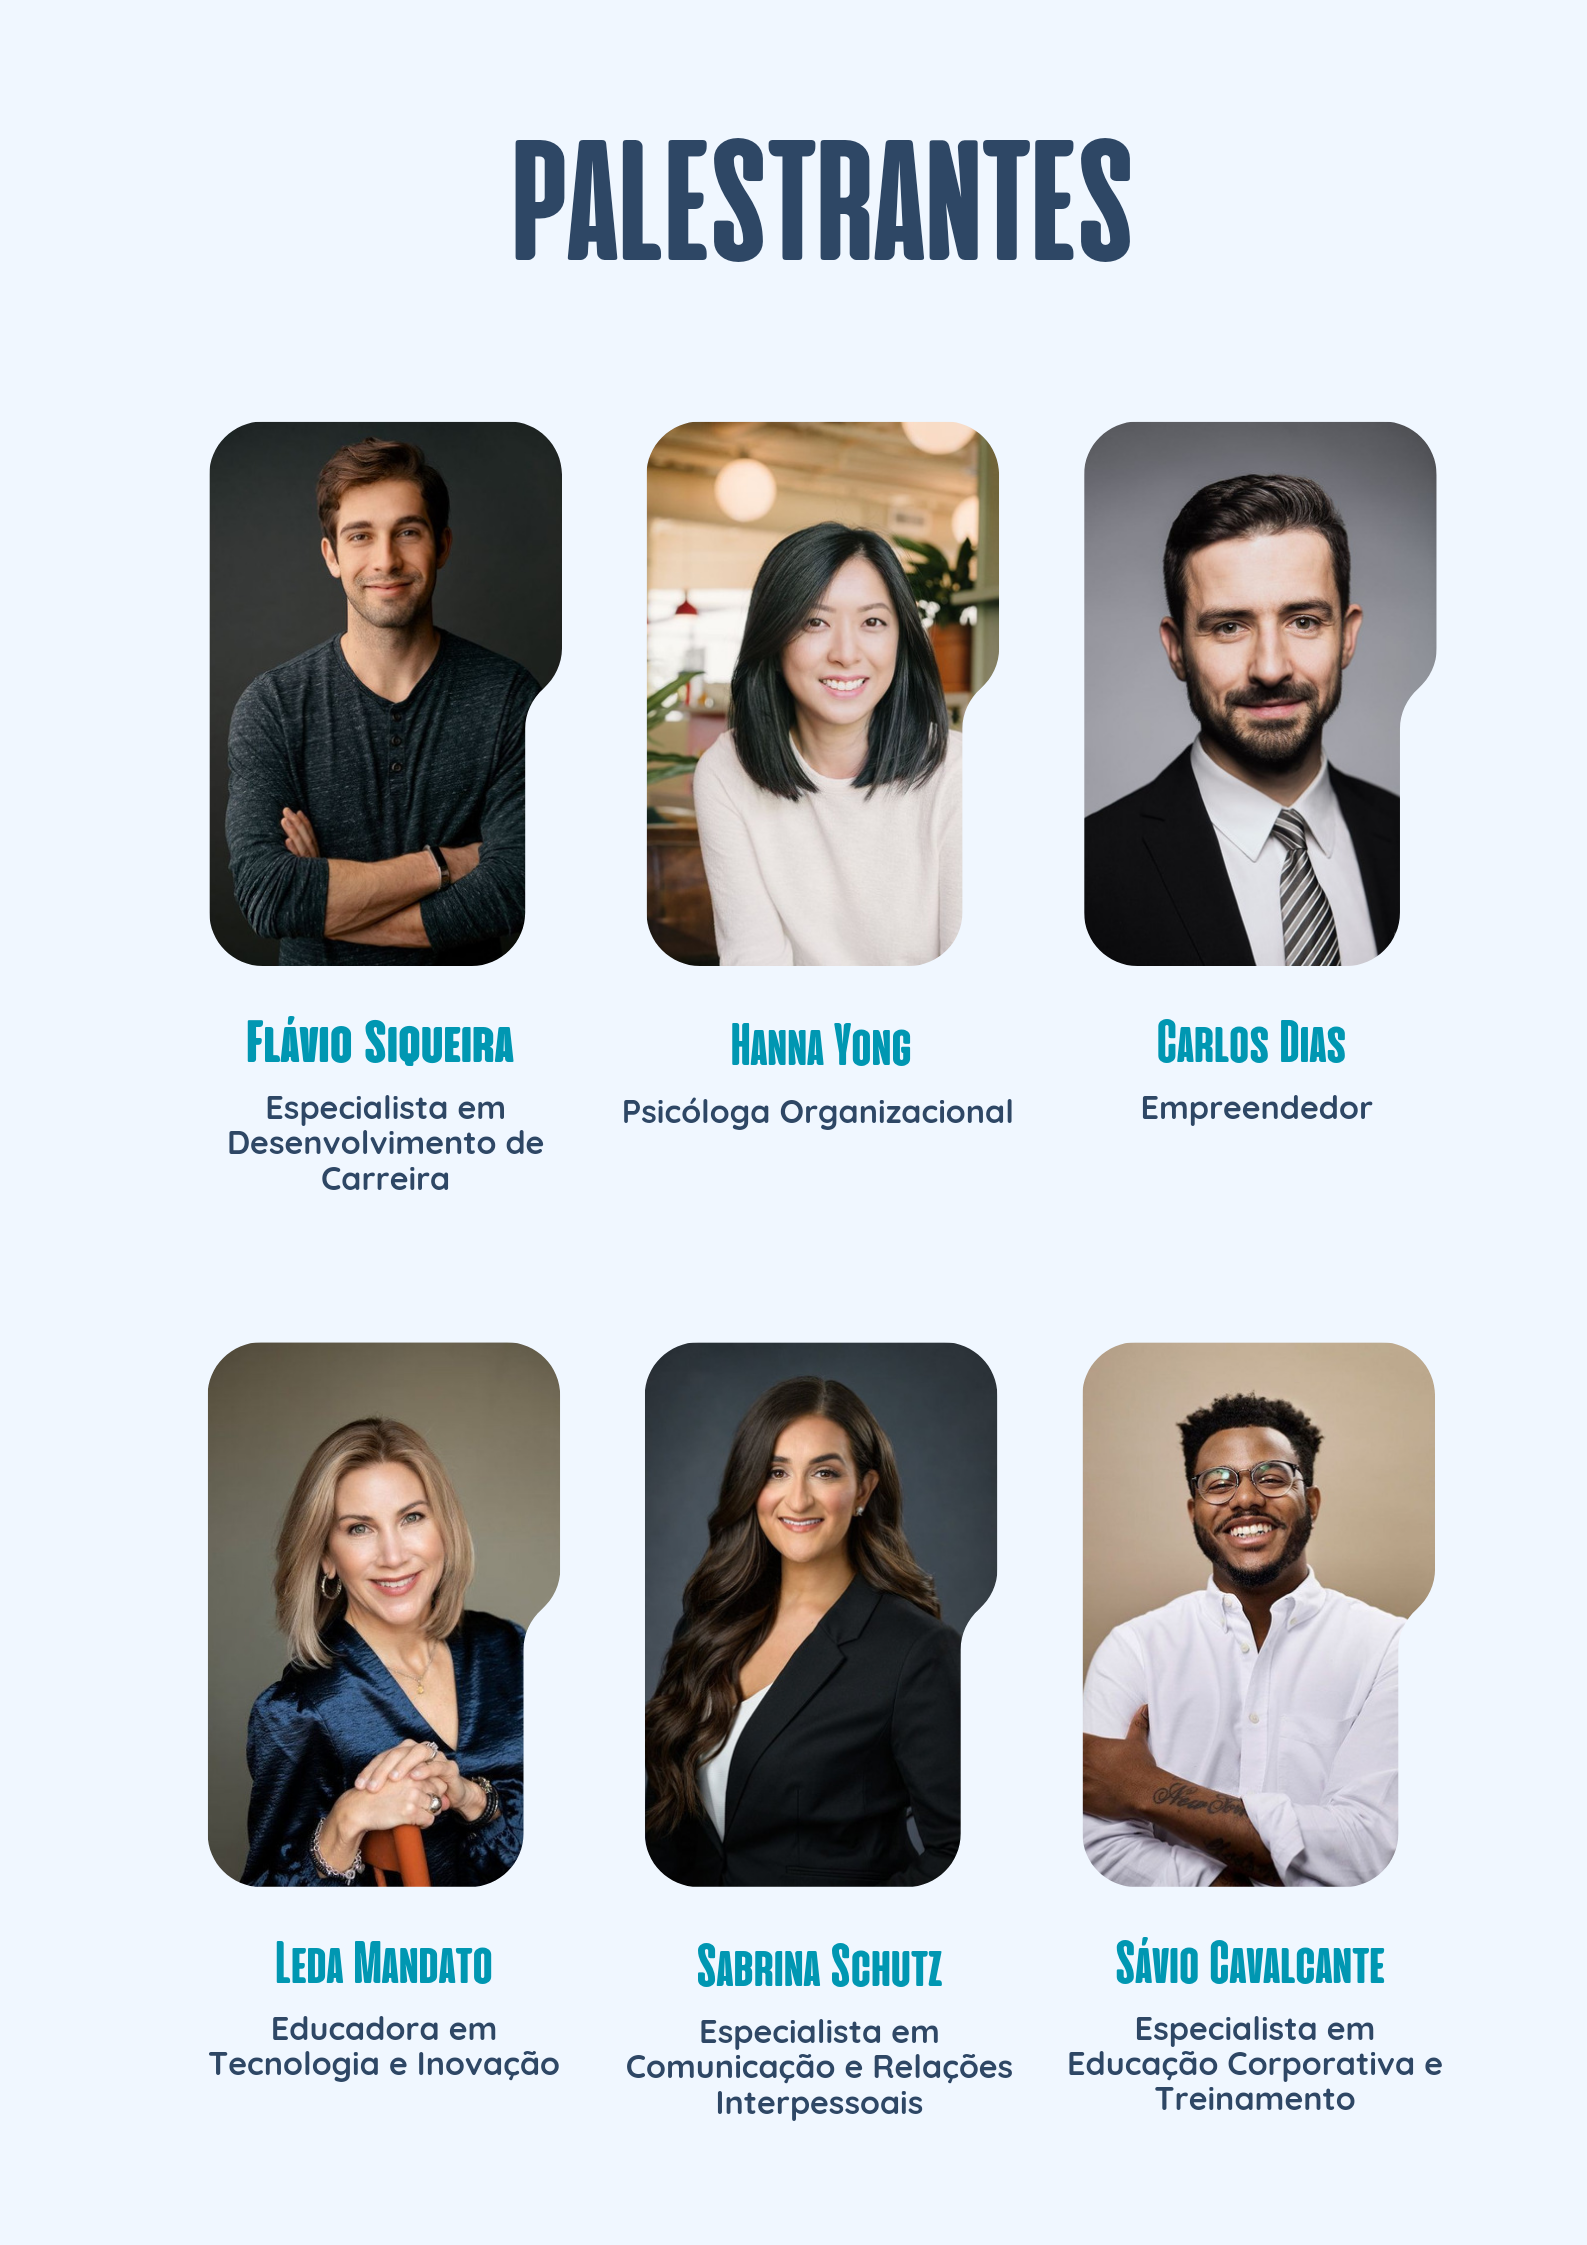 PALESTRANTES
Flávio Siqueira
Especialista em
Desenvolvimento de
Carreira
Hanna Yong
Psicóloga Organizacional
Carlos Dias
Empreendedor
Leda Mandato
Educadora em
Tecnologia e Inovação
Sabrina Schutz
Especialista em
Comunicação e Relações
Interpessoais
Sávio Cavalcante
Especialista em
Educação Corporativa e
Treinamento